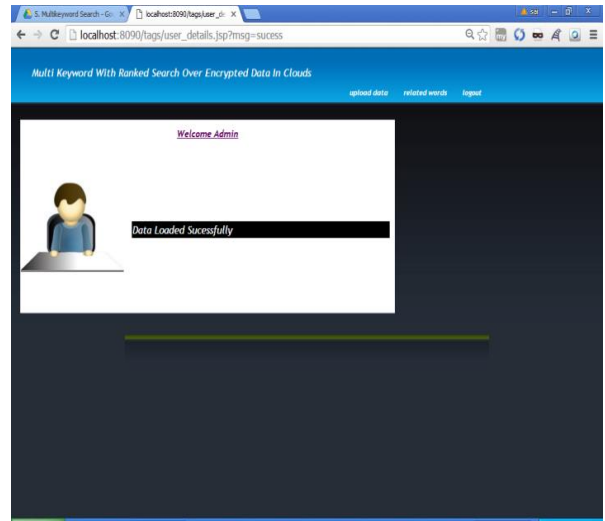 5. Multikeyword Search - Go
localhost:8090/tags/user_d
sai
localhost:8090/tags/user_details.jsp?msg=sucess
Multi Keyword With Ranked Search Over Encrypted Data In Clouds
upload data related words logout
Welcome Admin
Data Loaded Sucessfully